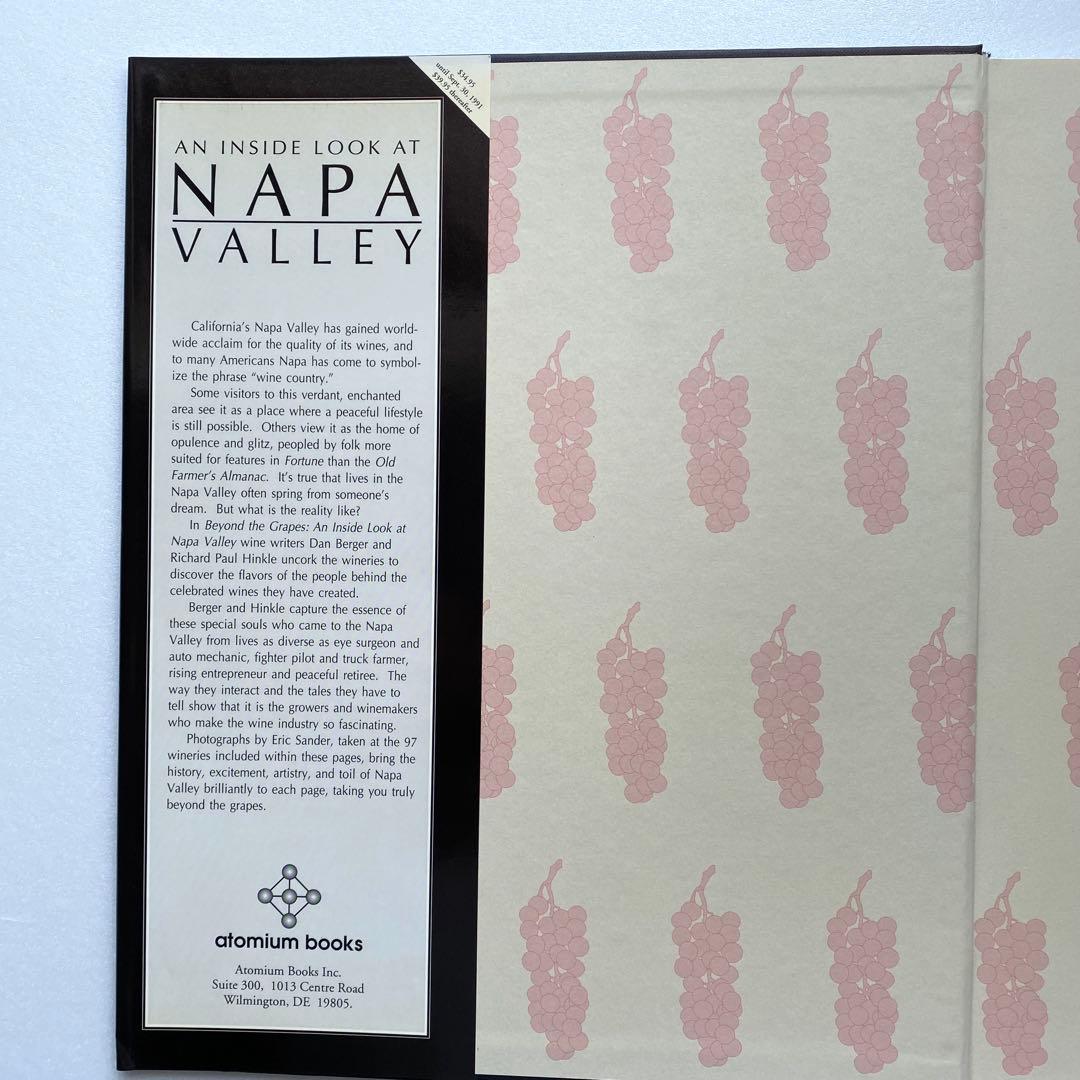 $34.95
until Sept. 30, 1991
$39.95 thereafter
AN INSIDE LOOK AT
NAPA
VALLEY
California's Napa Valley has gained world-
wide acclaim for the quality of its wines, and
to many Americans Napa has come to symbol-
ize the phrase “wine country.”
Some visitors to this verdant, enchanted
area see it as a place where a peaceful lifestyle
is still possible. Others view it as the home of
opulence and glitz, peopled by folk more
suited for features in Fortune than the Old
Farmer's Almanac. It's true that lives in the
Napa Valley often spring from someone's
dream. But what is the reality like?
In Beyond the Grapes: An Inside Look at
Napa Valley wine writers Dan Berger and
Richard Paul Hinkle uncork the wineries to
discover the flavors of the people behind the
celebrated wines they have created.
Berger and Hinkle capture the essence of
these special souls who came to the Napa
Valley from lives as diverse as eye surgeon and
auto mechanic, fighter pilot and truck farmer,
rising entrepreneur and peaceful retiree. The
way they interact and the tales they have to
tell show that it is the growers and winemakers
who make the wine industry so fascinating.
Photographs by Eric Sander, taken at the 97
wineries included within these pages, bring the
history, excitement, artistry, and toil of Napa
Valley brilliantly to each page, taking you truly
beyond the grapes.
atomium books
Atomium Books Inc.
Suite 300, 1013 Centre Road
Wilmington, DE 19805.